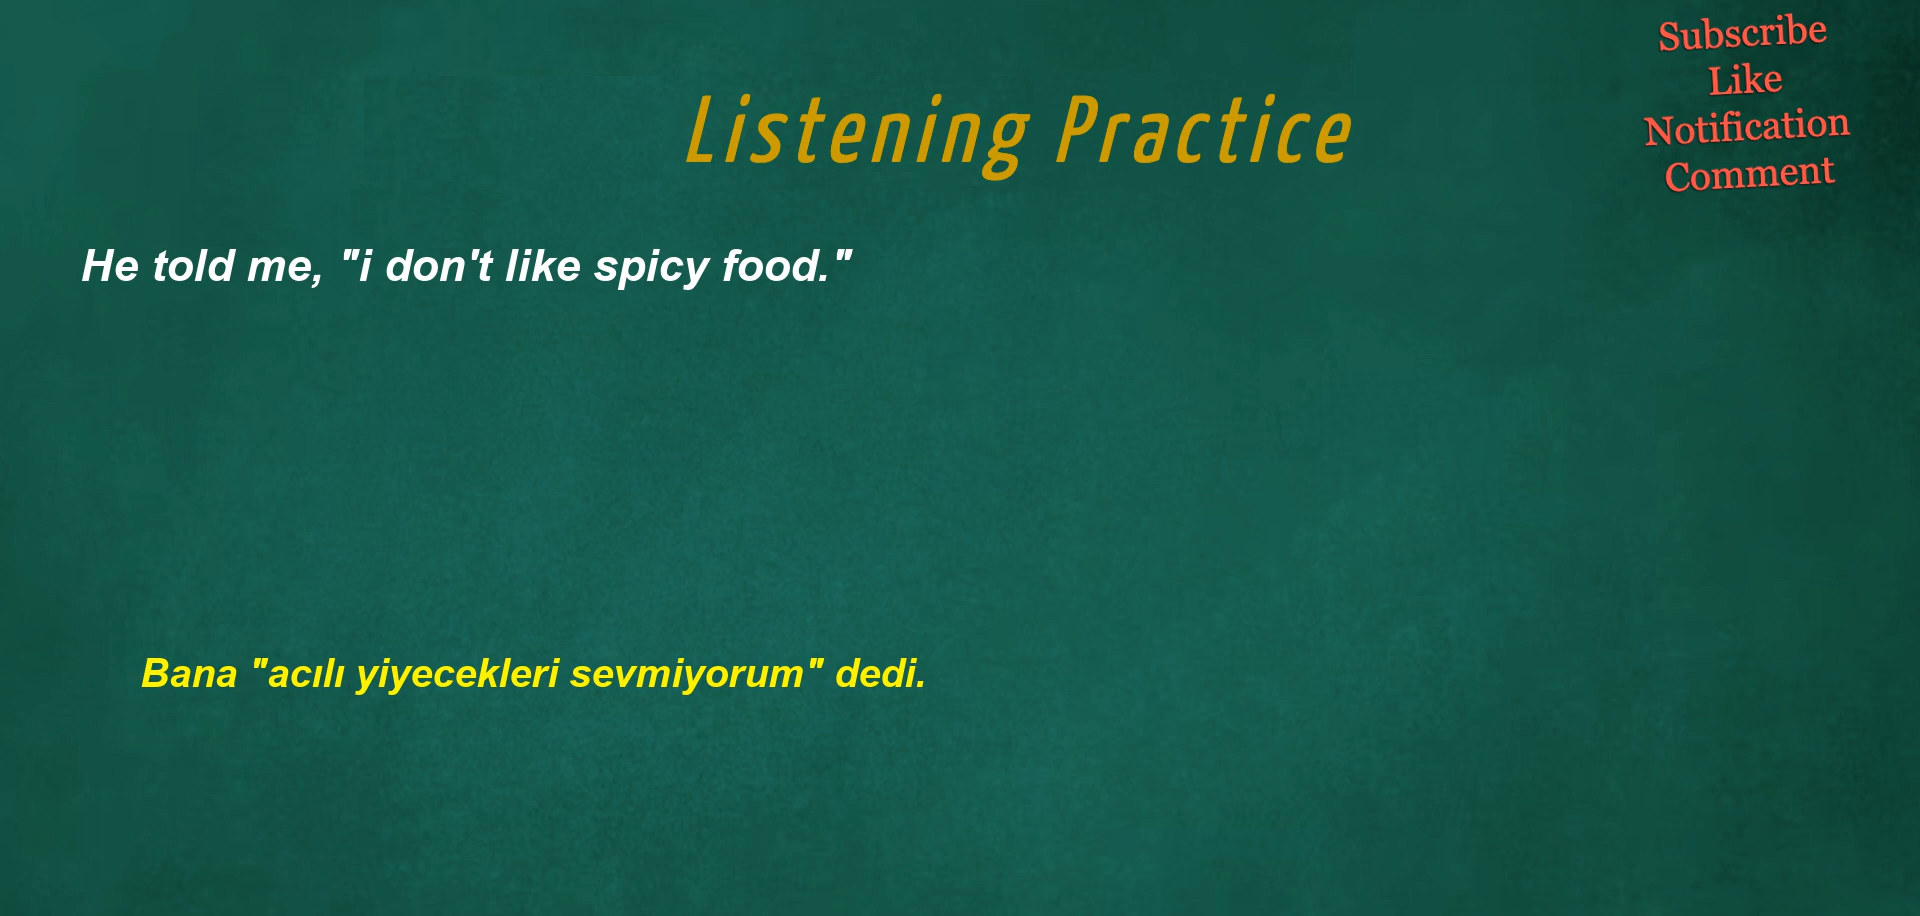 Subscribe
Like
Notification
Comment
Listening Practice
He told me, "i don't like spicy food."
Bana "acılı yiyecekleri sevmiyorum" dedi.